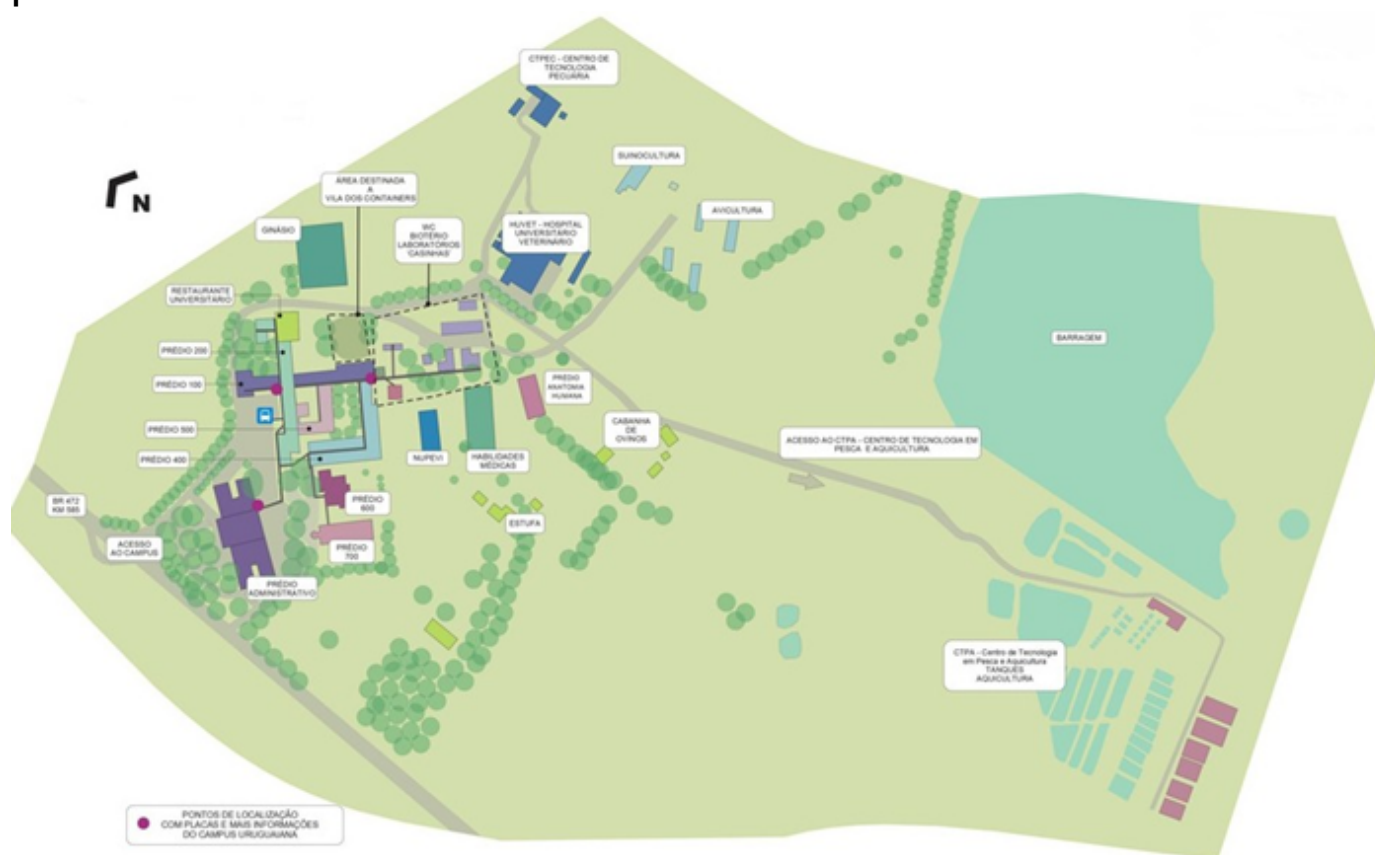 CTPEC - CENTRO DE
TECNOLOGIA
PECUÁRIA
SUINOCULTURA
ÁREA DESTINADA
A
VILA DOS CONTAINERS
N
AVICULTURA
GINÁSIO
WC
BIOTÉRIO
LABORATÓRIOS
'CASINHAS'
HUVET - HOSPITAL
UNIVERSITÁRIO
VETERINÁRIO
RESTAURANTE
UNIVERSITÁRIO
BARRAGEM
PRÉDIO 200
PRÉDIO 100
PRÉDIO
ANATOMIA
HUMANA
PRÉDIO 500
CABANHA
DE
OVINOS
ACESSO AO CTPA - CENTRO DE TECNOLOGIA EM
PESCA E AQUICULTURA
PRÉDIO 400
NUPEVI
HABILIDADES
MÉDICAS
BR 472
KM 585
PRÉDIO
600
ESTUFA
ACESSO
AO CAMPUS
PRÉDIO
700
PRÉDIO
ADMINISTRATIVO
CTPA - Centro de Tecnologia
em Pesca e Aquicultura
TANQUES
AQUICULTURA
PONTOS DE LOCALIZAÇÃO
COM PLACAS E MAIS INFORMAÇÕES
DO CAMPUS URUGUAIANA